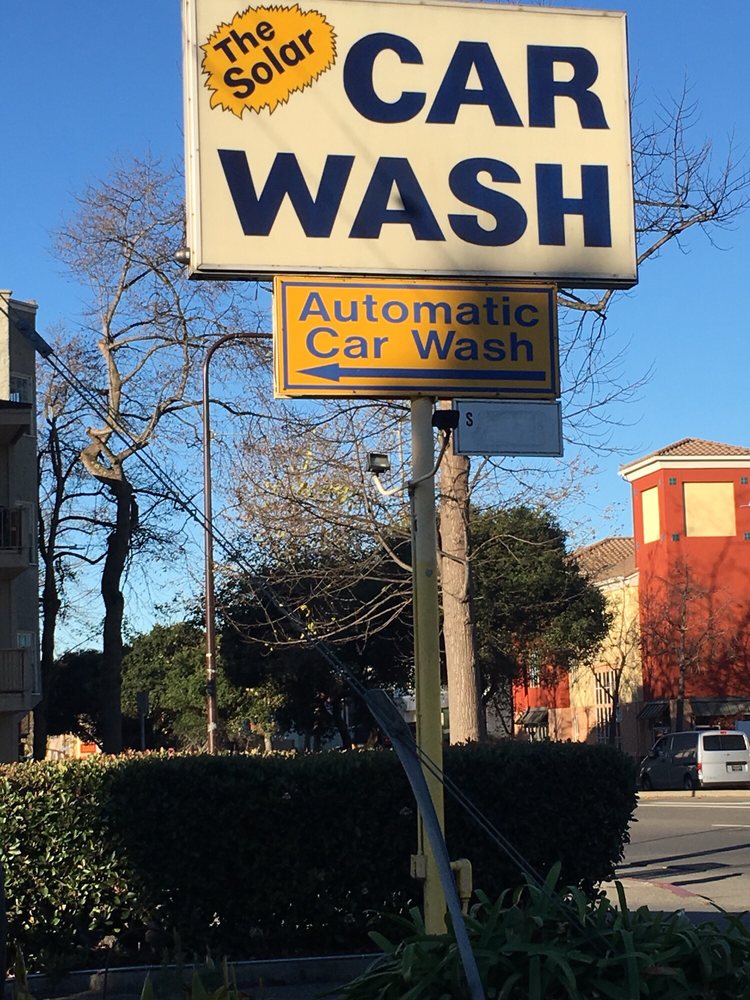 The
Solar
CAR
WASH
Automatic
Car Wash
S